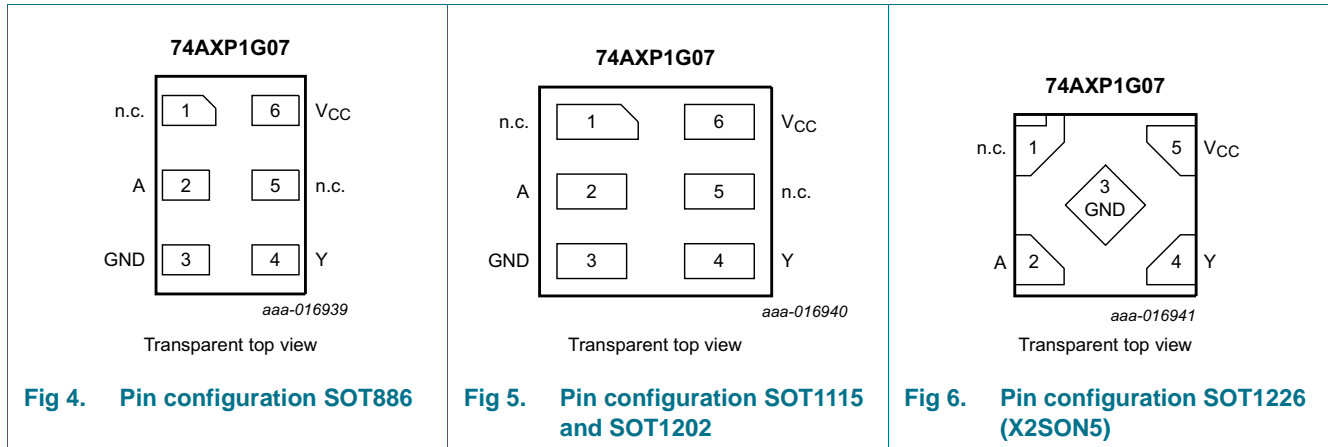 74AXP1G07
n.c. 1 6 VCC
A 2 5 n.c.
GND 3 4 Y
aaa-016939
Transparent top view
Fig 4. Pin configuration SOT886
74AXP1G07
n.c. 1 6 VCC
A 2 5 n.c.
GND 3 4 Y
aaa-016940
Transparent top view
Fig 5. Pin configuration SOT1115
and SOT1202
74AXP1G07
n.c. 1 5 VCC
3
GND
A 2 4 Y
aaa-016941
Transparent top view
Fig 6. Pin configuration SOT1226
(X2SON5)